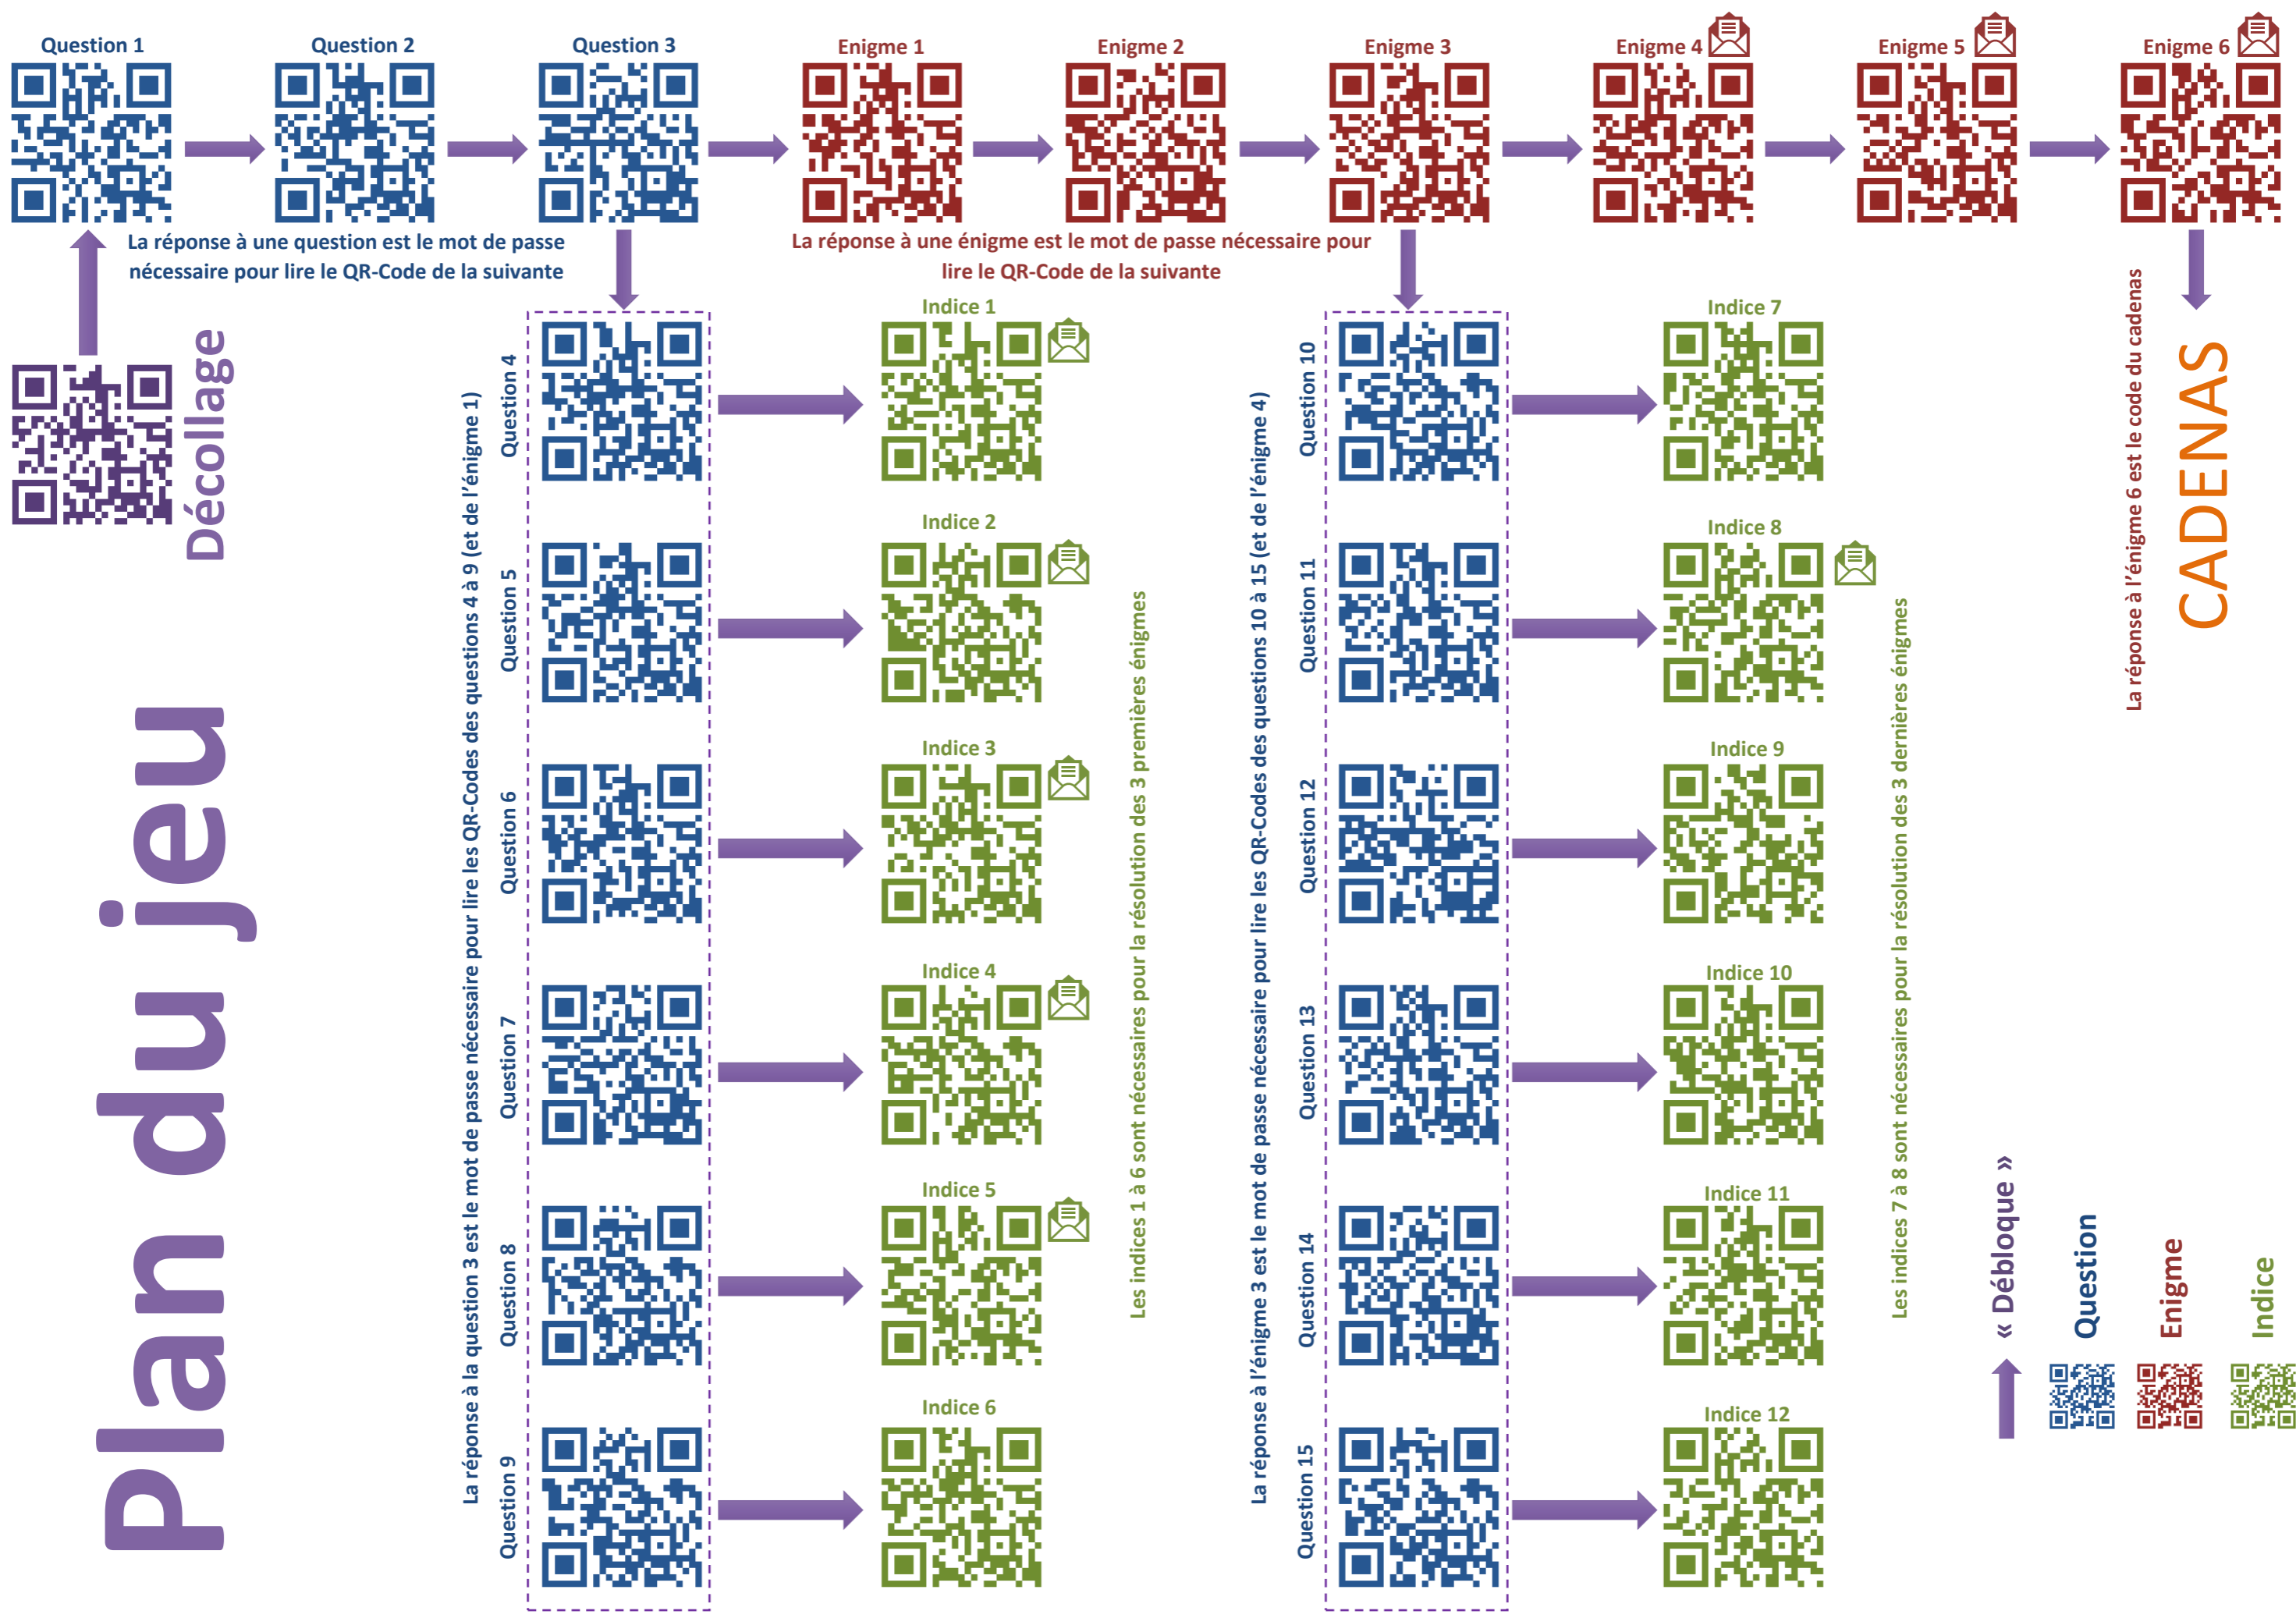 Question 1
Question 2
Question 3
Enigme 1
Enigme 2
Enigme 3
Enigme 4
Enigme 5
Enigme 6
La réponse à une question est le mot de passe
nécessaire pour lire le QR-Code de la suivante
La réponse à une énigme est le mot de passe nécessaire pour
lire le QR-Code de la suivante
Décollage
Plan du jeu
La réponse à la question 3 est le mot de passe nécessaire pour lire les QR-Codes des questions 4 à 9 (et de l'énigme 1)
Question 4
Question 5
Question 6
Question 7
Question 8
Question 9
Indice 1
Indice 2
Indice 3
Indice 4
Indice 5
Indice 6
Les indices 1 à 6 sont nécessaires pour la résolution des 3 premières énigmes
La réponse à l'énigme 3 est le mot de passe nécessaire pour lire les QR-Codes des questions 10 à 15 (et de l'énigme 4)
Question 10
Question 11
Question 12
Question 13
Question 14
Question 15
Indice 7
Indice 8
Indice 9
Indice 10
Indice 11
Indice 12
Les indices 7 à 8 sont nécessaires pour la résolution des 3 dernières énigmes
La réponse à l'énigme 6 est le code du cadenas
CADENAS
« Débloque »
Question
Enigme
Indice